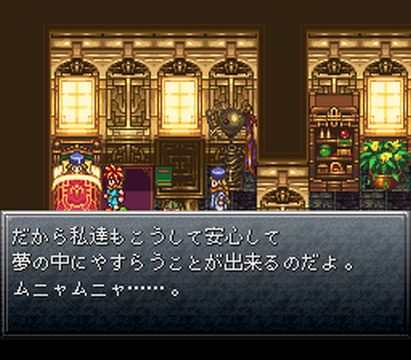 だから私達もこうして安心して
夢の中にやすらうことが出来るのだよ。
ムニャムニャ……。